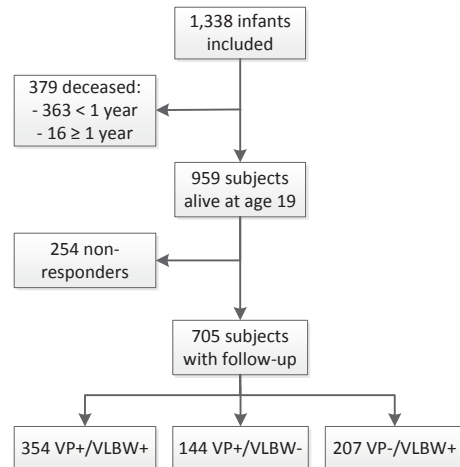 1,338 infants
included
379 deceased:
- 363 < 1 year
- 16 ≥ 1 year
959 subjects
alive at age 19
254 non-
responders
705 subjects
with follow-up
354 VP+/VLBW+
144 VP+/VLBW-
207 VP-/VLBW+